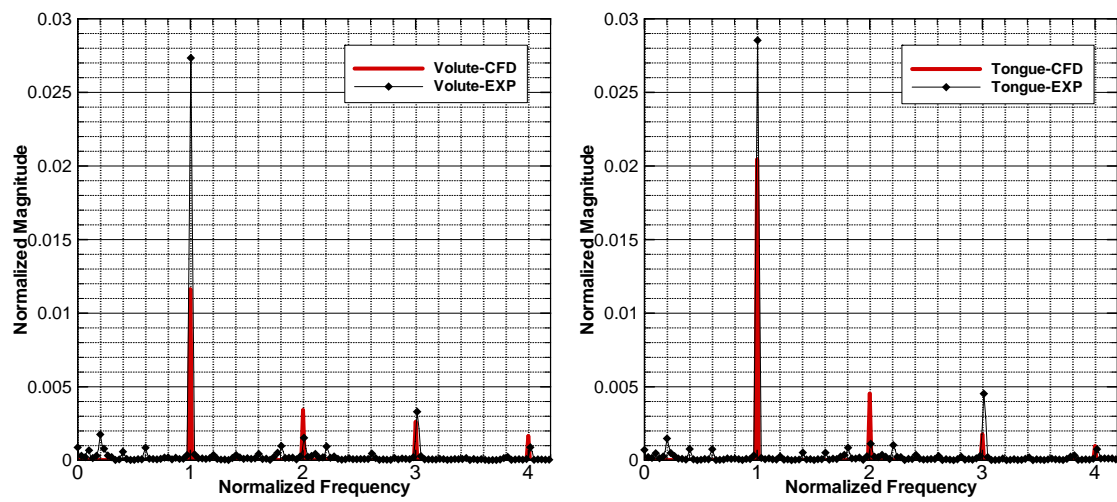 0.03
0.025
0.02
0.015
0.01
0.005
0
Normalized Magnitude
Volute-CFD
Volute-EXP
0 1 2 3 4
Normalized Frequency
0.03
0.025
0.02
0.015
0.01
0.005
0
Normalized Magnitude
Tongue-CFD
Tongue-EXP
0 1 2 3 4
Normalized Frequency